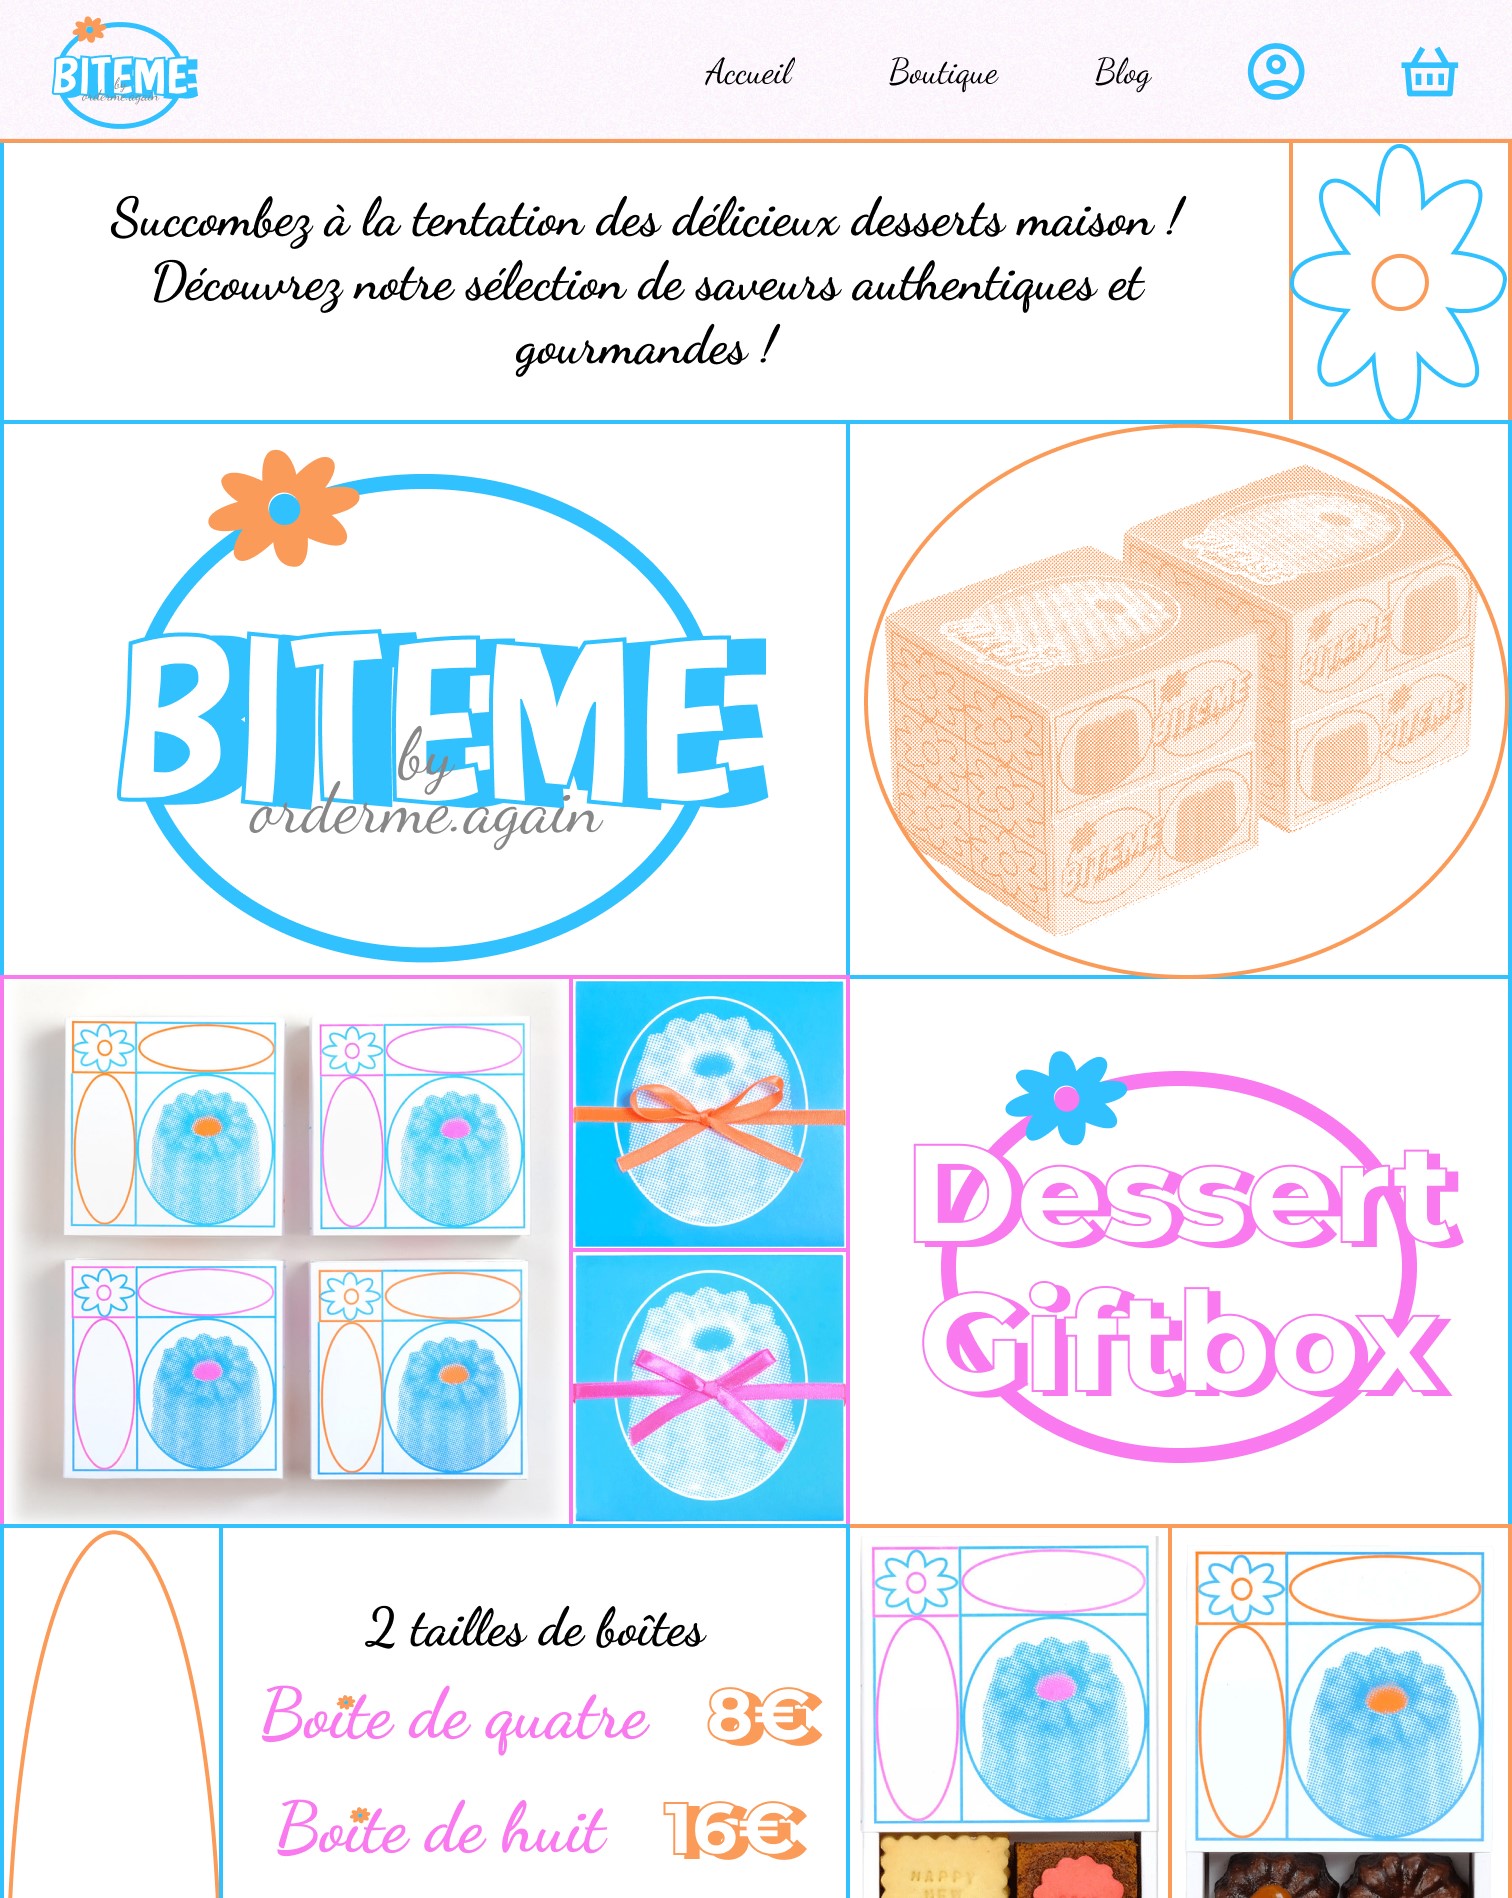 BITEME
by
orderme.again
Accueil
Boutique
Blog
Succombez à la tentation des délicieux desserts maison !
Découvrez notre sélection de saveurs authentiques et
gourmandes !
BITEME
by
orderme.again
BITEME
BITEME
BITEME
BITEME
Dessert
Giftbox
2 tailles de boîtes
Boite de quatre 8€
Boite de huit 16€
HAPPY
NEW